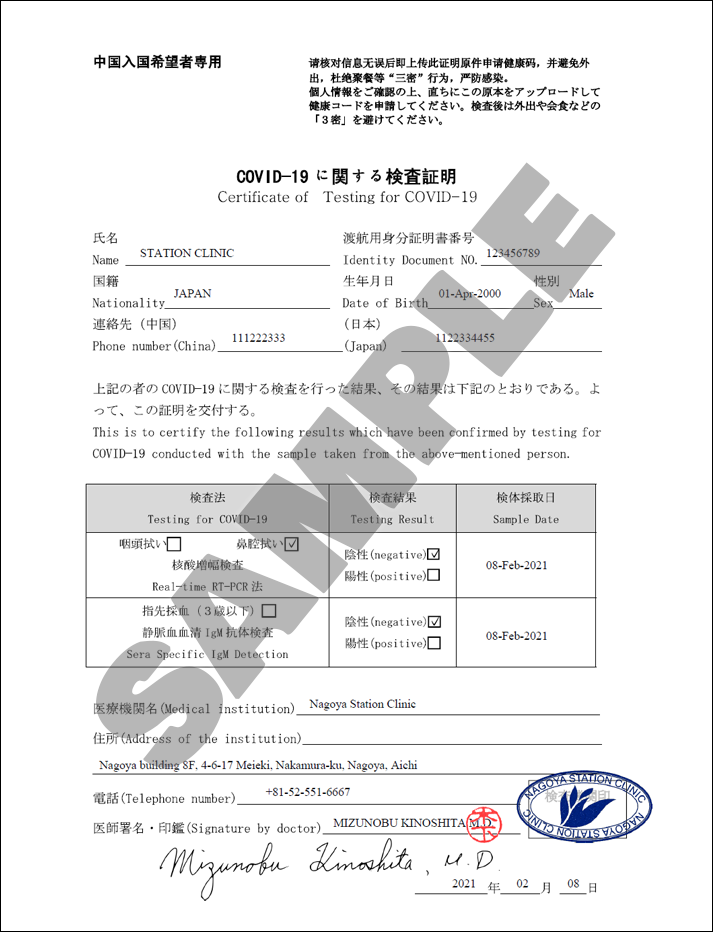 中国入国希望者専用
请核对信息无误后即上传此证明原件申请健康码，并避免外
出，杜绝聚餐等“三密”行为，严防感染。
個人情報をご確認の上、直ちにこの原本をアップロードして
健康コードを申請してください。検査後は外出や会食などの
「３密」を避けてください。
COVID-19 に関する検査証明
Certificate of Testing for COVID-19
氏名 渡航用身分証明書番号
Name STATION CLINIC Identity Document NO. 123456789
国籍 生年月日 性別
Nationality JAPAN Date of Birth 01-Apr-2000 Sex Male
連絡先（中国） （日本）
Phone number(China) 111222333 (Japan) 1122334455
上記の者の COVID-19 に関する検査を行った結果、その結果は下記のとおりである。よ
って、この証明を交付する。
This is to certify the following results which have been confirmed by testing for
COVID-19 conducted with the sample taken from the above-mentioned person.
SAMPLE
検査法 検査結果 検体採取日
Testing for COVID-19 Testing Result Sample Date
咽頭拭い□ 鼻腔拭い☑
核酸増幅検査
Real-time RT-PCR 法
陰性(negative)☑
陽性(positive)□
08-Feb-2021
指先採血（３歳以下）□
静脈血血清 IgM 抗体検査
Sera Specific IgM Detection
陰性(negative)☑
陽性(positive)□
08-Feb-2021
医療機関名(Medical institution) Nagoya Station Clinic
住所(Address of the institution)
Nagoya building 8F, 4-6-17 Meieki, Nakamura-ku, Nagoya, Aichi
電話(Telephone number) +81-52-551-6667
NAGOYA STATION CLINIC
NAGOYA STATION CLINIC
医師署名・印鑑(Signature by doctor) MIZUNOBU KINOSHITA M.D.
Mizunobu Kinoshita, M.D.
2021 年 02 月 08 日